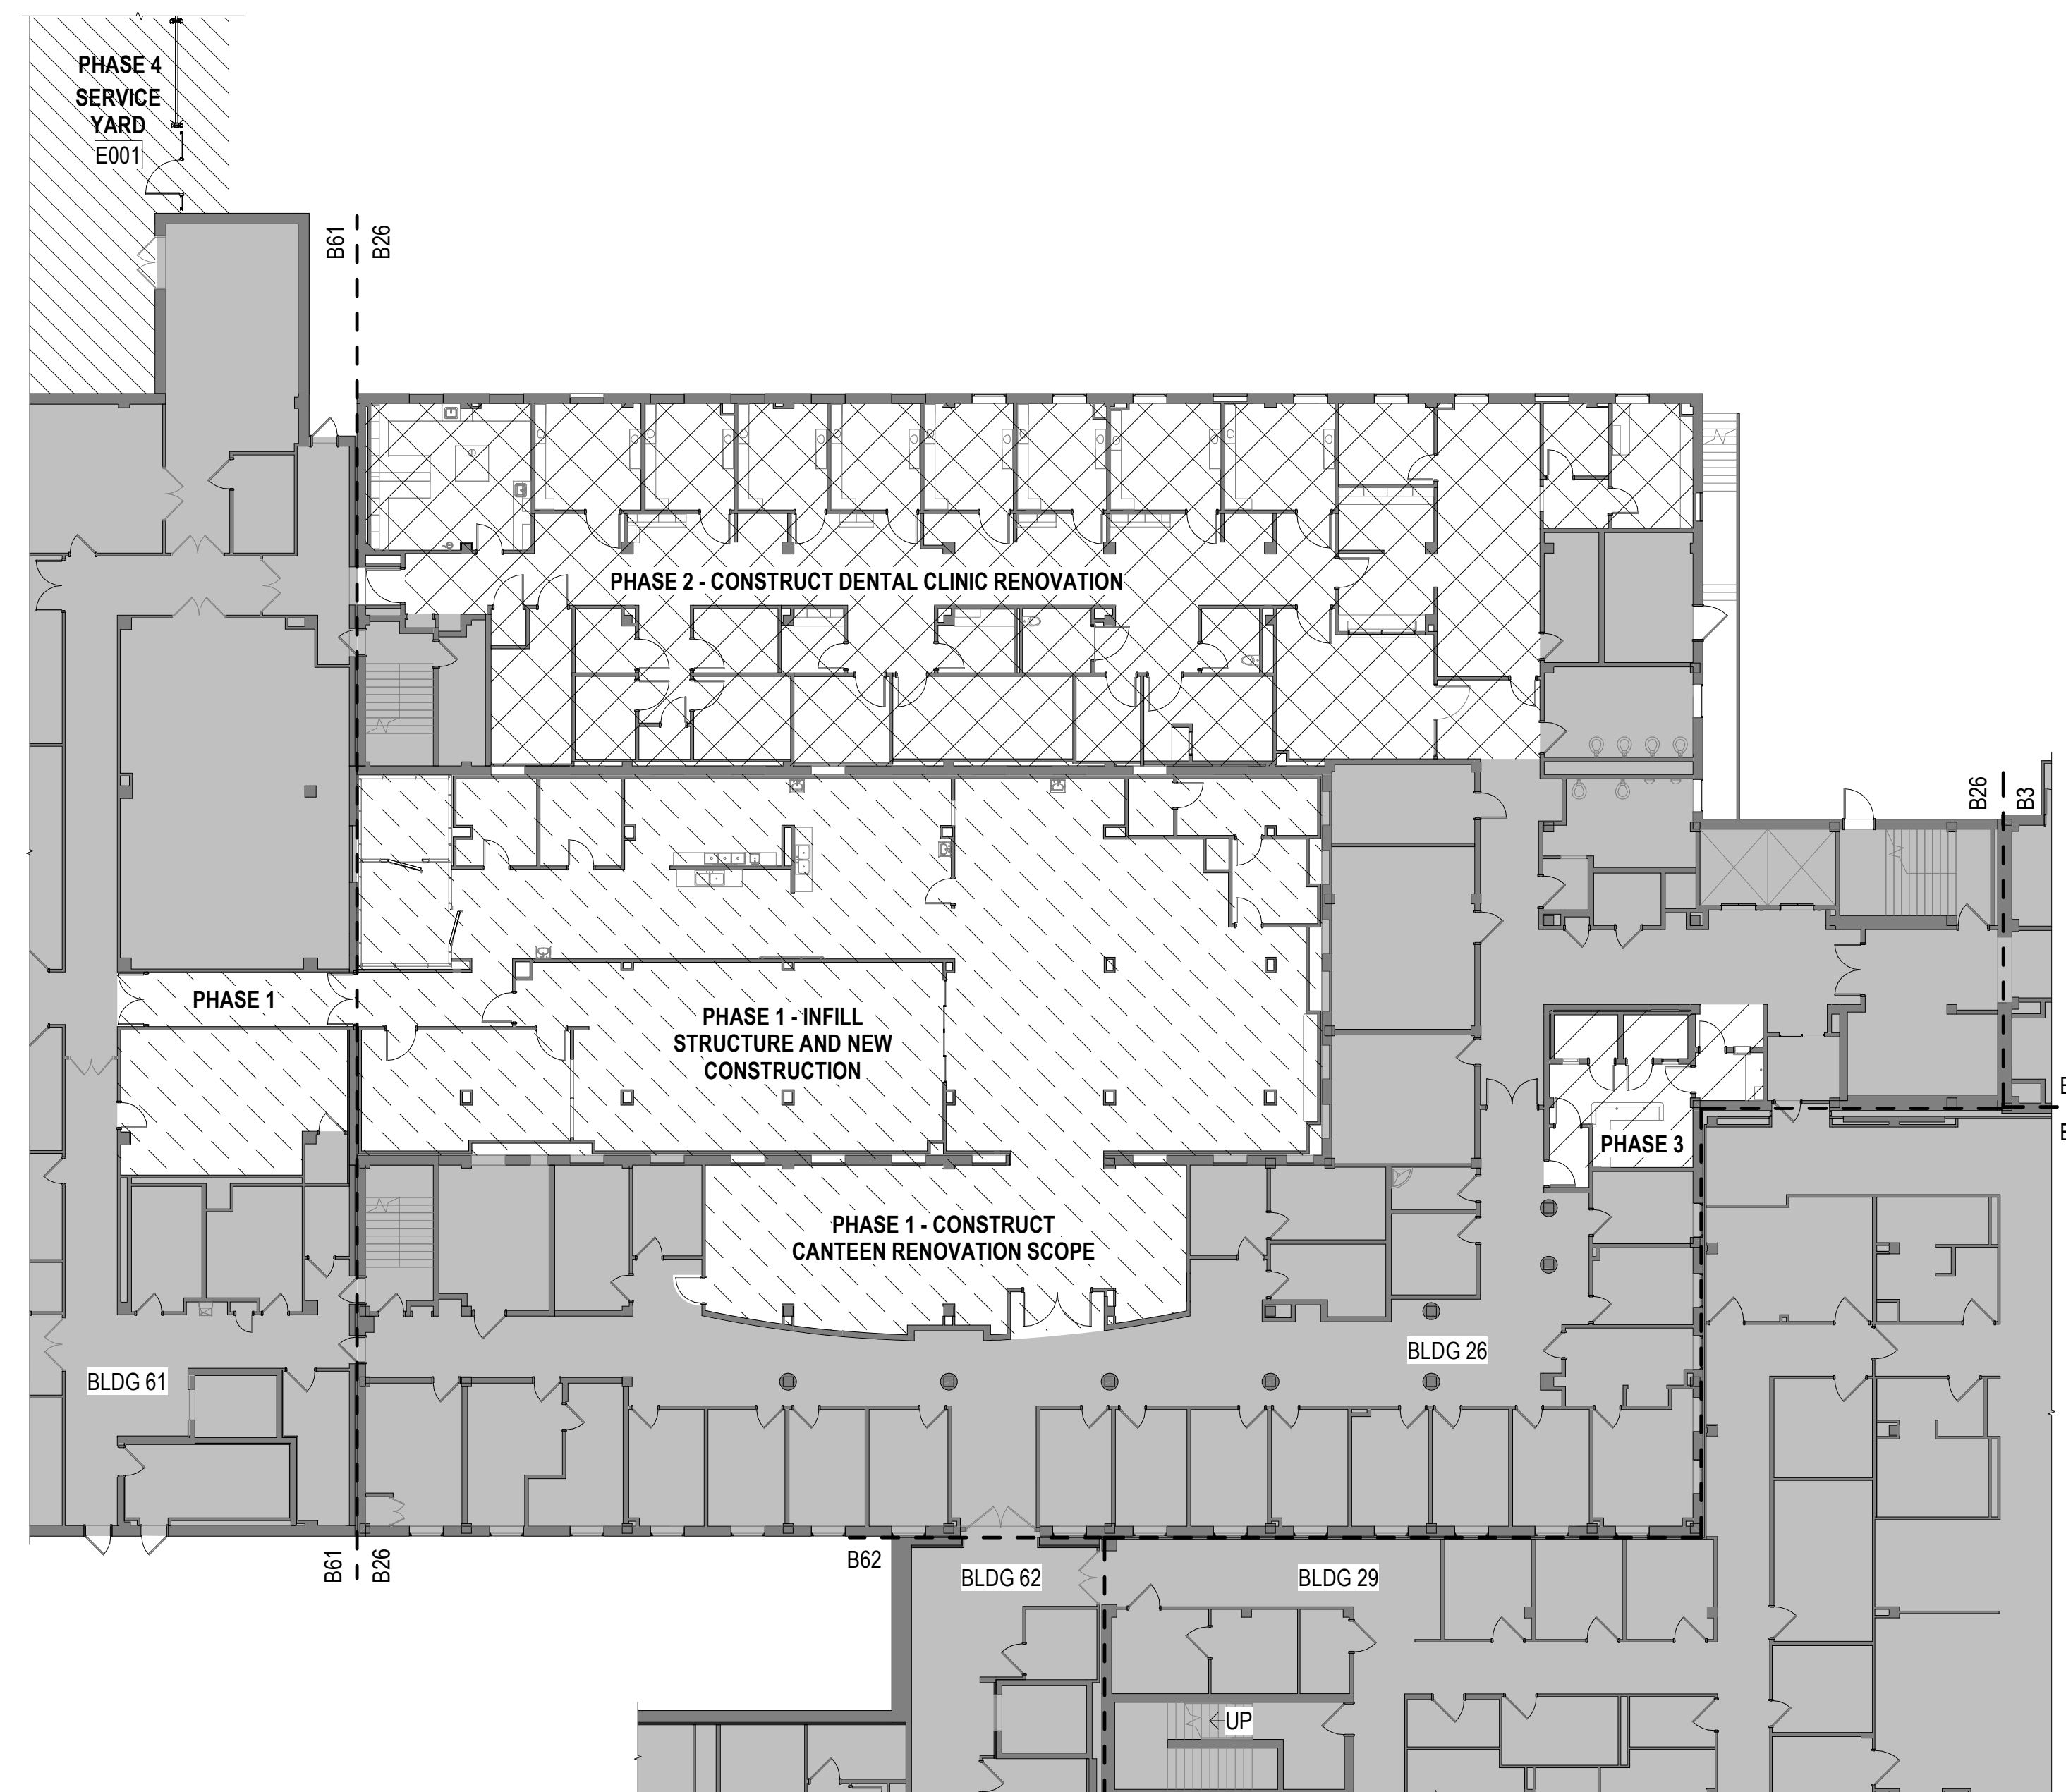 PHASE 4
SERVICE
YARD
E001
B61
B26
PHASE 2 - CONSTRUCT DENTAL CLINIC RENOVATION
B26
B3
PHASE 1
PHASE 1 - INFILL
STRUCTURE AND NEW
CONSTRUCTION
PHASE 3
PHASE 1 - CONSTRUCT
CANTEEN RENOVATION SCOPE
BLDG 26
BLDG 61
B61
B26
B62
BLDG 62
BLDG 29
UP